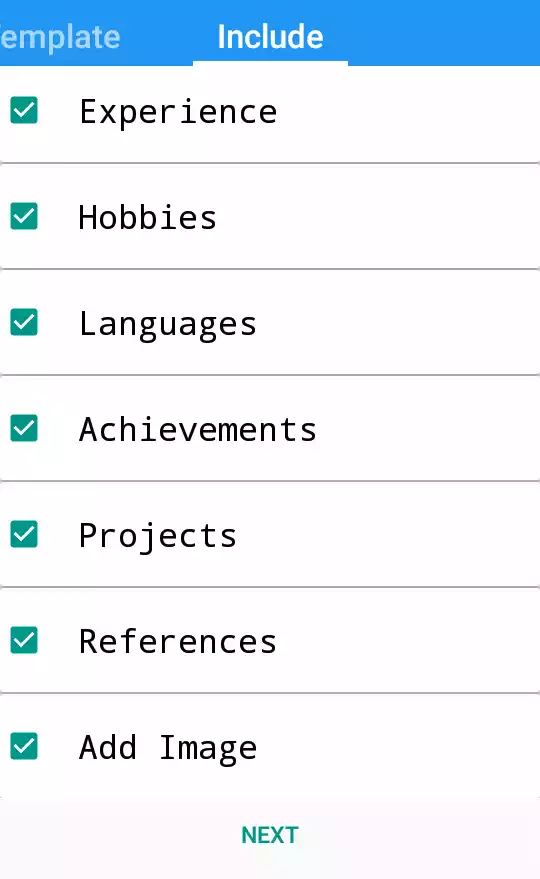 emplate Include
Experience
Hobbies
Languages
Achievements
Projects
References
Add Image
NEXT